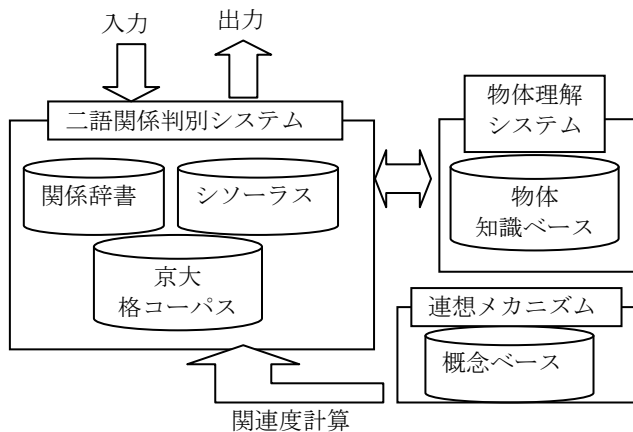 入力
出力
二語関係判別システム
関係辞書
シソーラス
京大
格コーパス
物体理解
システム
物体
知識ベース
連想メカニズム
概念ベース
関連度計算